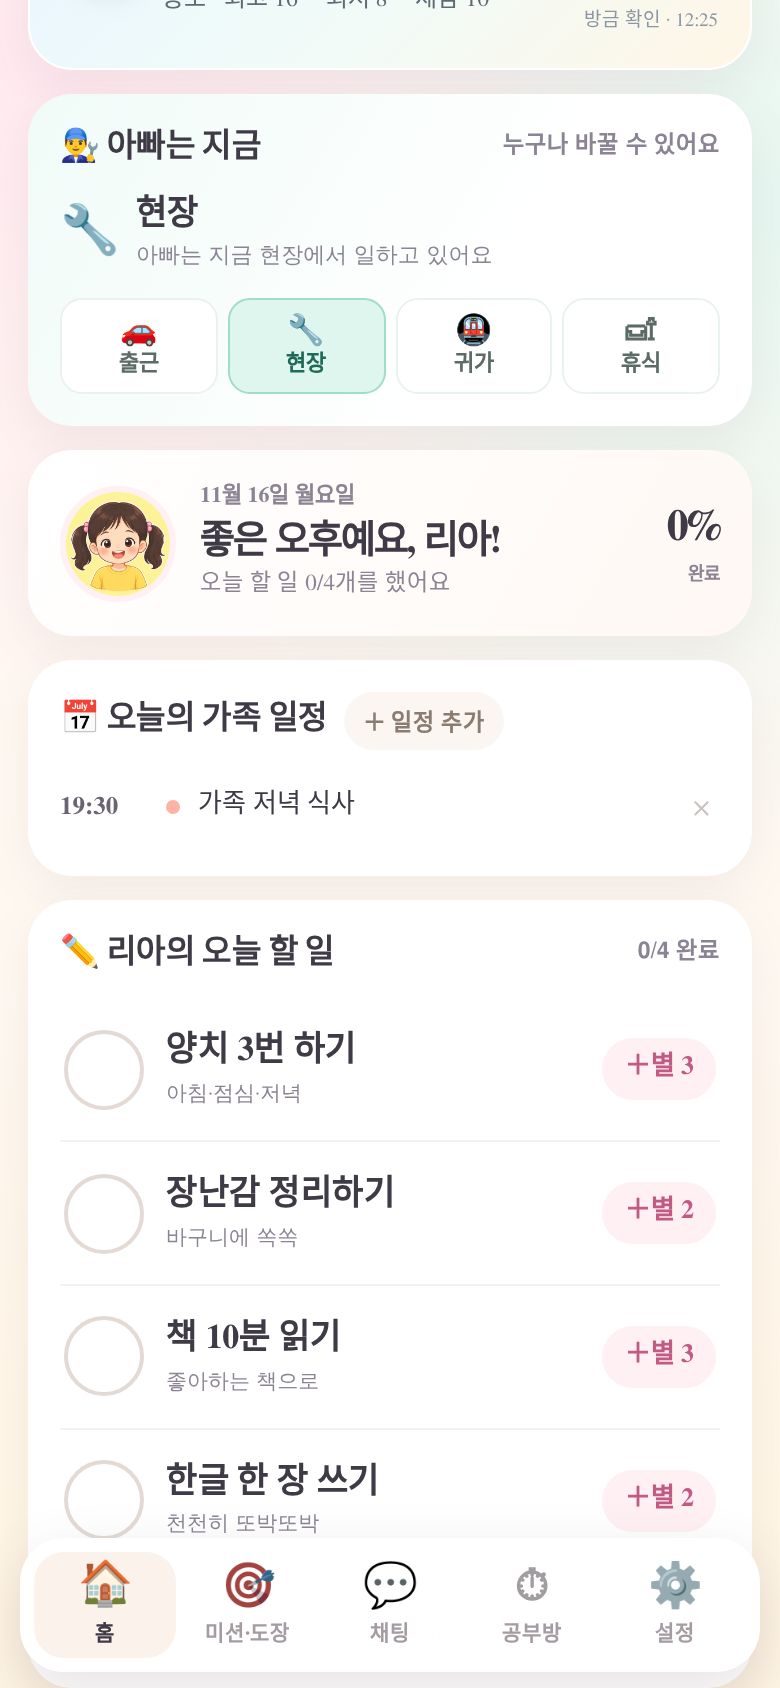 방금 확인 · 12:25
아빠는 지금
누구나 바꿀 수 있어요
현장
아빠는 지금 현장에서 일하고 있어요
출근
현장
귀가
휴식
11월 16일 월요일
좋은 오후예요, 리아!
오늘 할 일 0/4개를 했어요
0%
완료
July
17
오늘의 가족 일정
+ 일정 추가
19:30
가족 저녁 식사
×
리아의 오늘 할 일
0/4 완료
양치 3번 하기
아침·점심·저녁
+별 3
장난감 정리하기
바구니에 쏙쏙
+별 2
책 10분 읽기
좋아하는 책으로
+별 3
한글 한 장 쓰기
천천히 또박또박
+별 2
홈
미션·도장
채팅
공부방
설정